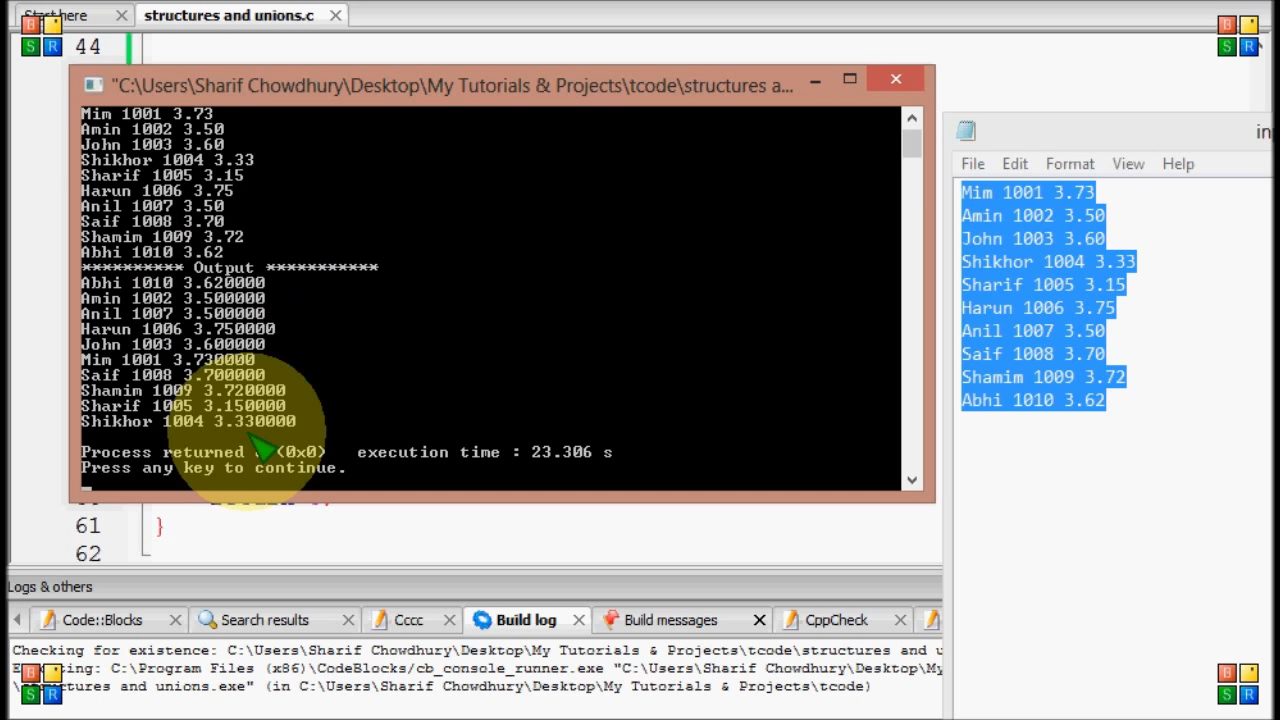 Start here
structures and unions.c
B
S R
B
S R
44
"C:\Users\Sharif Chowdhury\Desktop\My Tutorials & Projects\tcode\structures a...
Mim 1001 3.73
Amin 1002 3.50
John 1003 3.60
Shikhor 1004 3.33
Sharif 1005 3.15
Harun 1006 3.75
Anil 1007 3.50
Saif 1008 3.70
Shamim 1009 3.72
Abhi 1010 3.62
********** Output ***********
Abhi 1010 3.620000
Amin 1002 3.500000
Anil 1007 3.500000
Harun 1006 3.750000
John 1003 3.600000
Mim 1001 3.730000
Saif 1008 3.700000
Shamim 1009 3.720000
Sharif 1005 3.150000
Shikhor 1004 3.330000
Process returned (0x0) execution time : 23.306 s
Press any key to continue.
in
File Edit Format View Help
Mim 1001 3.73
Amin 1002 3.50
John 1003 3.60
Shikhor 1004 3.33
Sharif 1005 3.15
Harun 1006 3.75
Anil 1007 3.50
Saif 1008 3.70
Shamim 1009 3.72
Abhi 1010 3.62
61 }
62
Logs & others
Code::Blocks Search results Cccc Build log Build messages CppCheck
Checking for existence: C:\Users\Sharif Chowdhury\Desktop\My Tutorials & Projects\tcode\structures and u
C:\Program Files (x86)\CodeBlocks/cb_console_runner.exe "C:\Users\Sharif Chowdhury\Desktop\My
and unions.exe" (in C:\Users\Sharif Chowdhury\Desktop\My Tutorials & Projects\tcode)
B
S R
B
S R